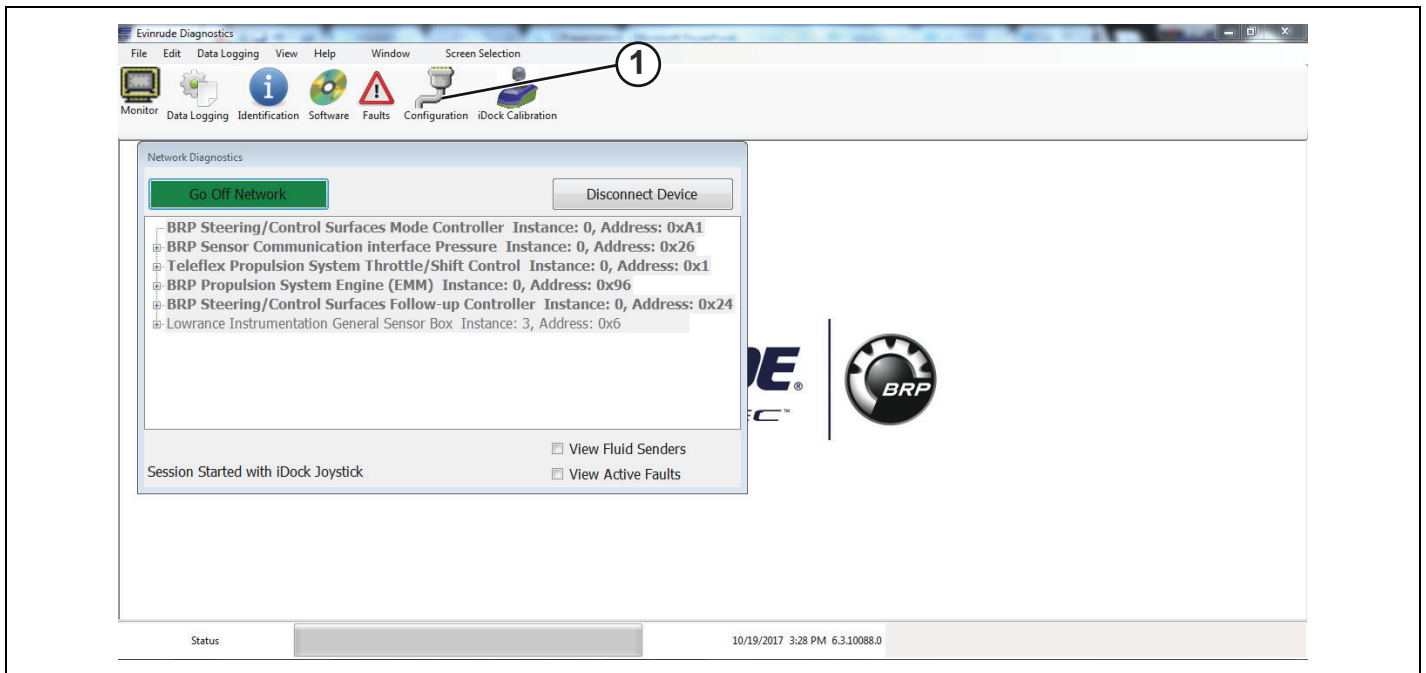 Evinrude Diagnostics
File Edit Data Logging View Help Window Screen Selection
1
Monitor Data Logging Identification Software Faults Configuration iDock Calibration
Network Diagnostics
Go Off Network Disconnect Device
BRP Steering/Control Surfaces Mode Controller Instance: 0, Address: 0xA1
BRP Sensor Communication interface Pressure Instance: 0, Address: 0x26
Teleflex Propulsion System Throttle/Shift Control Instance: 0, Address: 0x1
BRP Propulsion System Engine (EMM) Instance: 0, Address: 0x96
BRP Steering/Control Surfaces Follow-up Controller Instance: 0, Address: 0x24
Lowrance Instrumentation General Sensor Box Instance: 3, Address: 0x6
DE®
EC™
BRP
View Fluid Senders
Session Started with iDock Joystick
View Active Faults
Status 10/19/2017 3:28 PM 6.3.10088.0